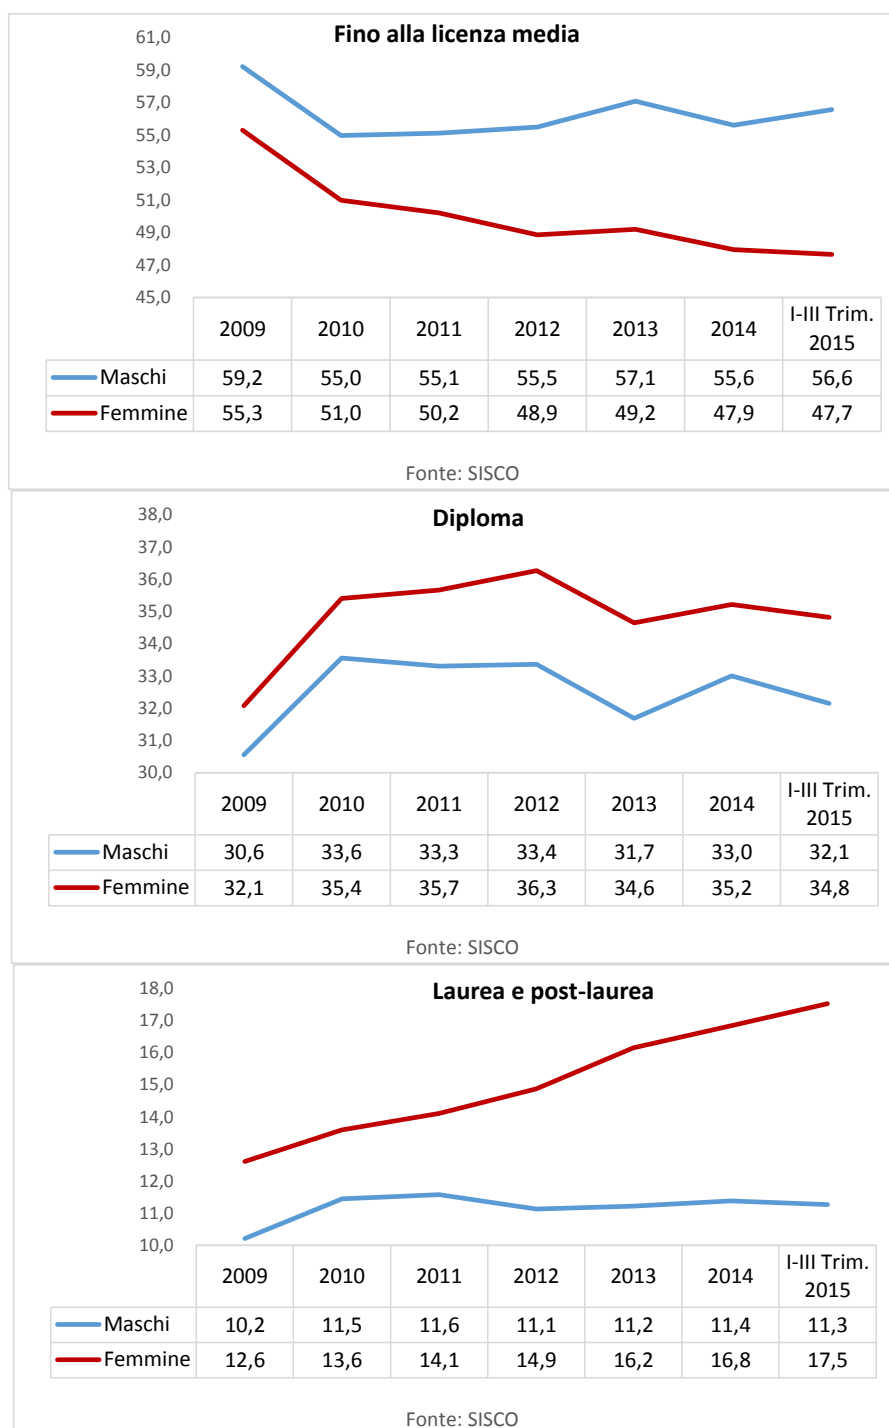 Fino alla licenza media
61,0
59,0
57,0
55,0
53,0
51,0
49,0
47,0
45,0
2009 2010 2011 2012 2013 2014 I-III Trim. 2015
Maschi 59,2 55,0 55,1 55,5 57,1 55,6 56,6
Femmine 55,3 51,0 50,2 48,9 49,2 47,9 47,7
Fonte: SISCO
Diploma
38,0
37,0
36,0
35,0
34,0
33,0
32,0
31,0
30,0
2009 2010 2011 2012 2013 2014 I-III Trim. 2015
Maschi 30,6 33,6 33,3 33,4 31,7 33,0 32,1
Femmine 32,1 35,4 35,7 36,3 34,6 35,2 34,8
Fonte: SISCO
Laurea e post-laurea
18,0
17,0
16,0
15,0
14,0
13,0
12,0
11,0
10,0
2009 2010 2011 2012 2013 2014 I-III Trim. 2015
Maschi 10,2 11,5 11,6 11,1 11,2 11,4 11,3
Femmine 12,6 13,6 14,1 14,9 16,2 16,8 17,5
Fonte: SISCO